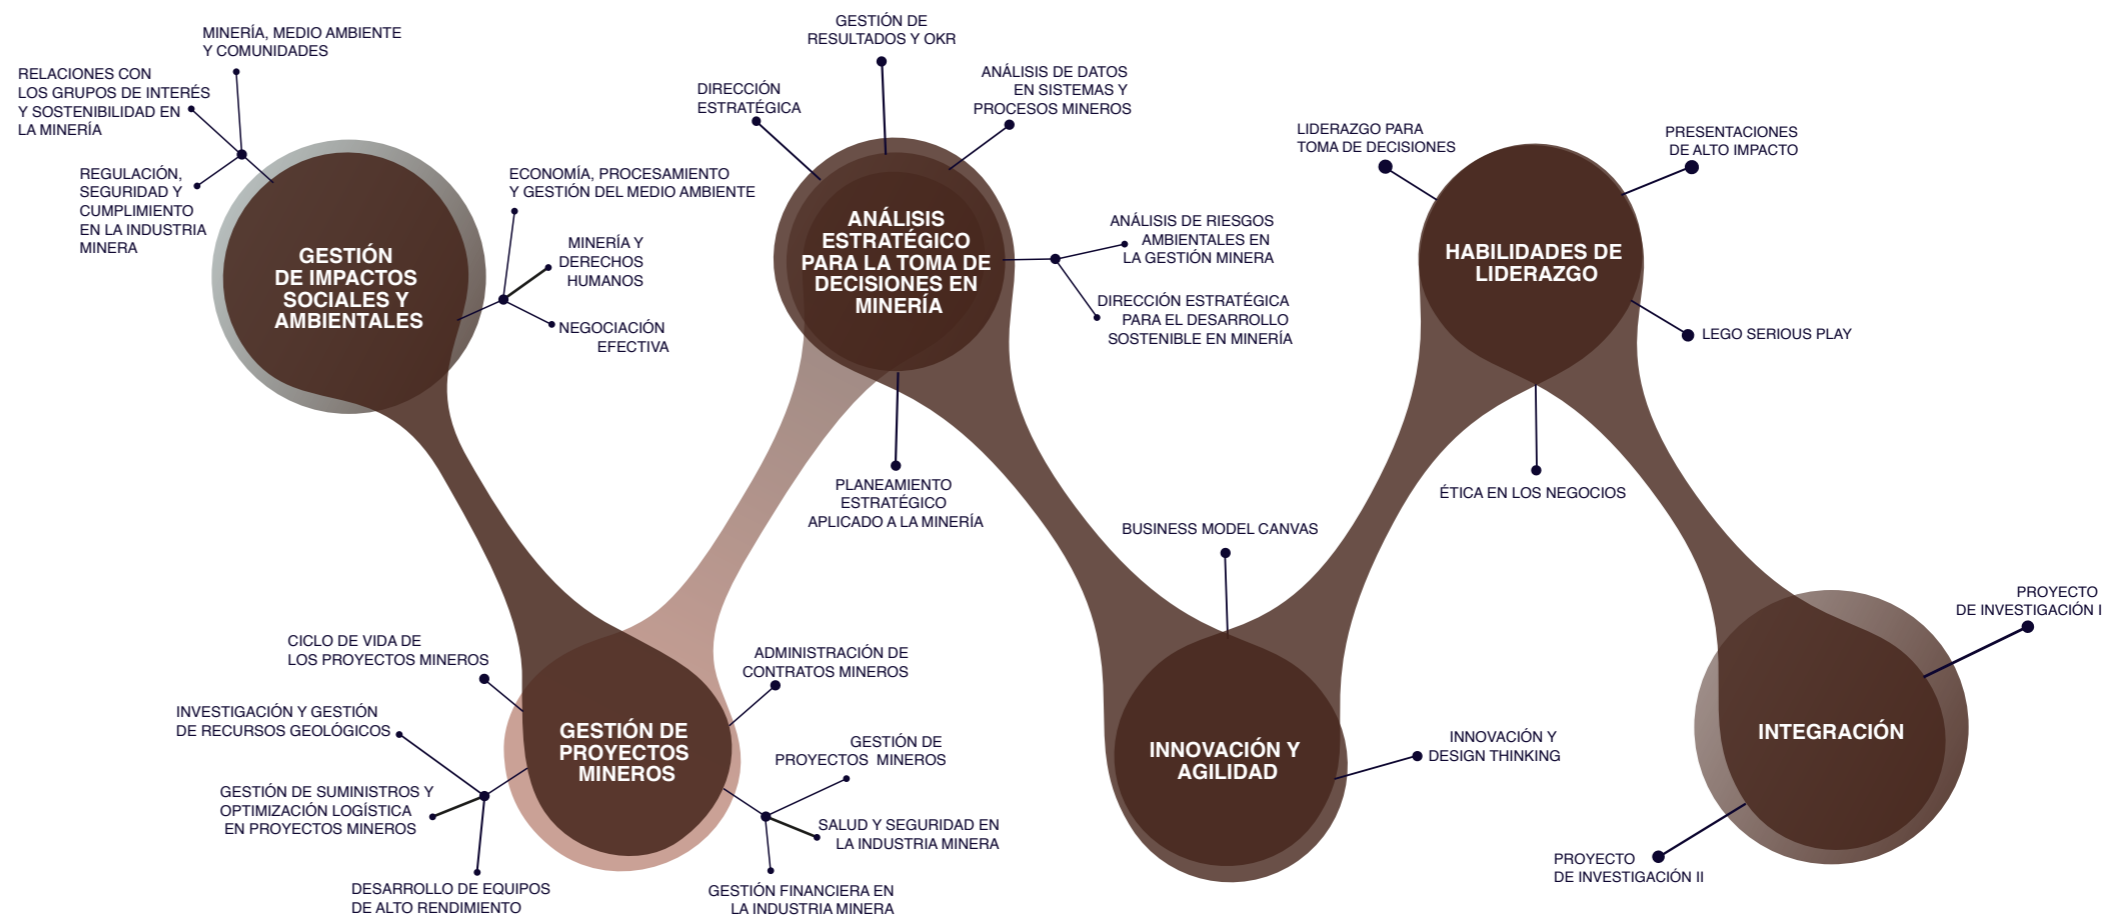 MINERÍA, MEDIO AMBIENTE
Y COMUNIDADES
RELACIONES CON
LOS GRUPOS DE INTERÉS
Y SOSTENIBILIDAD EN
LA MINERÍA
REGULACIÓN,
SEGURIDAD Y
CUMPLIMIENTO
EN LA INDUSTRIA
MINERA
GESTIÓN
DE IMPACTOS
SOCIALES Y
AMBIENTALES
ECONOMÍA, PROCESAMIENTO
Y GESTIÓN DEL MEDIO AMBIENTE
MINERÍA Y
DERECHOS
HUMANOS
NEGOCIACIÓN
EFECTIVA
CICLO DE VIDA DE
LOS PROYECTOS MINEROS
INVESTIGACIÓN Y GESTIÓN
DE RECURSOS GEOLÓGICOS
GESTIÓN DE SUMINISTROS Y
OPTIMIZACIÓN LOGÍSTICA
EN PROYECTOS MINEROS
DESARROLLO DE EQUIPOS
DE ALTO RENDIMIENTO
GESTIÓN DE
PROYECTOS
MINEROS
ADMINISTRACIÓN DE
CONTRATOS MINEROS
GESTIÓN DE
PROYECTOS MINEROS
SALUD Y SEGURIDAD EN
LA INDUSTRIA MINERA
GESTIÓN FINANCIERA EN
LA INDUSTRIA MINERA
DIRECCIÓN
ESTRATÉGICA
GESTIÓN DE
RESULTADOS Y OKR
ANÁLISIS DE DATOS
EN SISTEMAS Y
PROCESOS MINEROS
ANÁLISIS
ESTRATÉGICO
PARA LA TOMA DE
DECISIONES EN
MINERÍA
ANÁLISIS DE RIESGOS
AMBIENTALES EN
LA GESTIÓN MINERA
DIRECCIÓN ESTRATÉGICA
PARA EL DESARROLLO
SOSTENIBLE EN MINERÍA
PLANEAMIENTO
ESTRATÉGICO
APLICADO A LA MINERÍA
BUSINESS MODEL CANVAS
INNOVACIÓN Y
AGILIDAD
INNOVACIÓN Y
DESIGN THINKING
LIDERAZGO PARA
TOMA DE DECISIONES
PRESENTACIONES
DE ALTO IMPACTO
HABILIDADES DE
LIDERAZGO
LEGO SERIOUS PLAY
ÉTICA EN LOS NEGOCIOS
PROYECTO
DE INVESTIGACIÓN I
INTEGRACIÓN
PROYECTO
DE INVESTIGACIÓN II